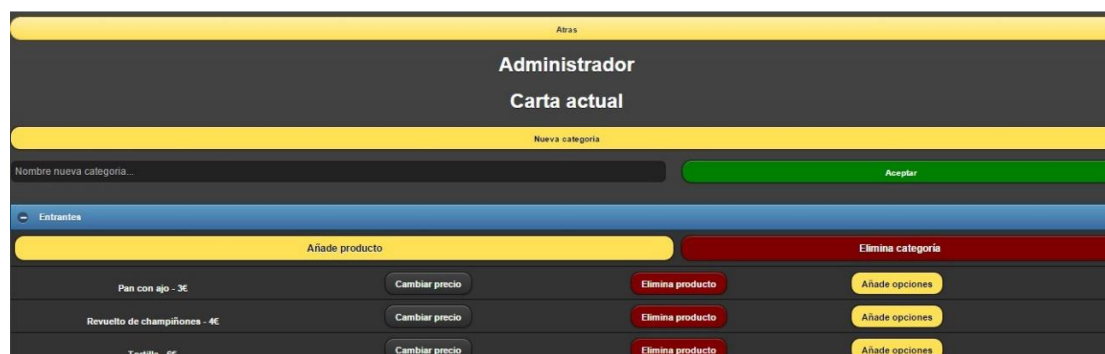 Atras
Administrador
Carta actual
Nueva categoria
Nombre nueva categoria... Aceptar
Entrantes
Añade producto Elimina categoría
Pan con ajo - 3€ Cambiar precio Elimina producto Añade opciones
Revuelto de champiñones - 4€ Cambiar precio Elimina producto Añade opciones
Cambiar precio Elimina producto Añade opciones